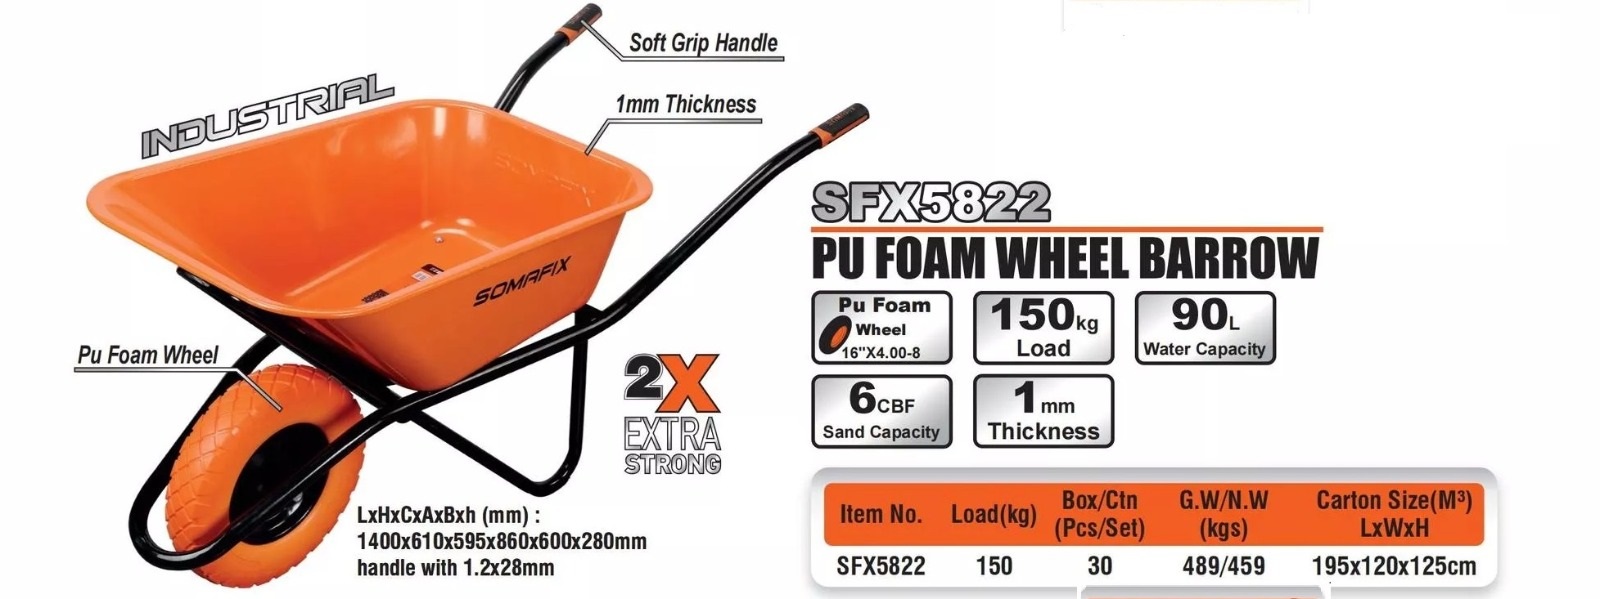 INDUSTRIAL
Soft Grip Handle
1mm Thickness
SOMAFIX
Pu Foam Wheel
2X
EXTRA
STRONG
LxHxCxAxBxh (mm) :
1400x610x595x860x600x280mm
handle with 1.2x28mm
SFX5822
PU FOAM WHEEL BARROW
Pu Foam
Wheel
16"X4.00-8
150kg
Load
90L
Water Capacity
6CBF
Sand Capacity
1mm
Thickness
Item No. Load(kg) Box/Ctn (Pcs/Set) G.W/N.W (kgs) Carton Size(M³) LxWxH
SFX5822 150 30 489/459 195x120x125cm